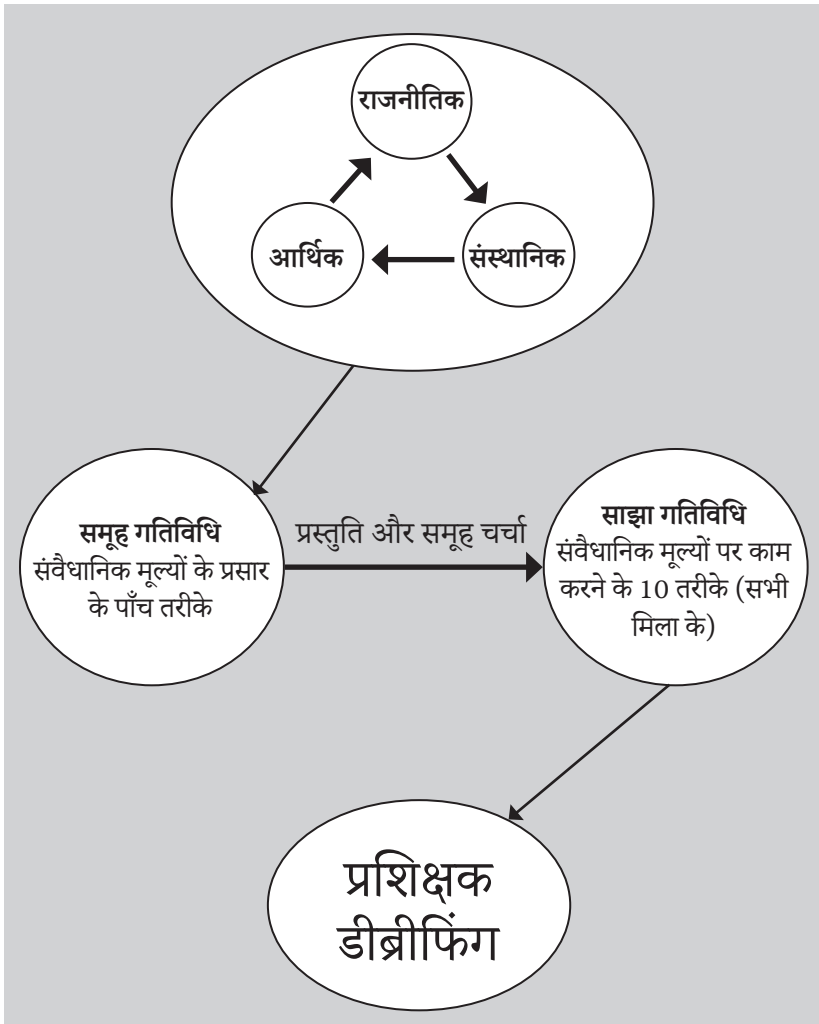 राजनीतिक
आर्थिक
संस्थानिक
समूह गतिविधि
संवैधानिक मूल्यों के प्रसार
के पाँच तरीके
प्रस्तुति और समूह चर्चा
साझा गतिविधि
संवैधानिक मूल्यों पर काम
करने के 10 तरीके (सभी
मिला के)
प्रशिक्षक
डीब्रीफिंग